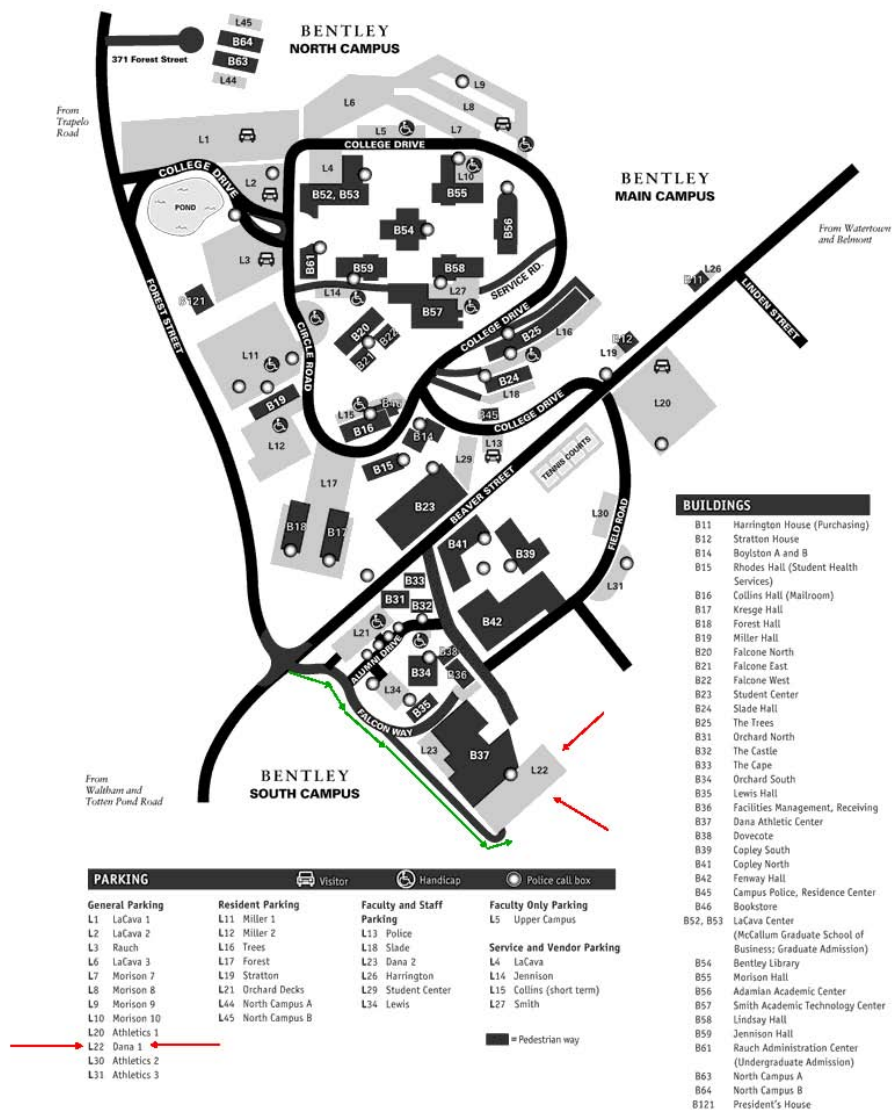 L45
B64
B63
L44
371 Forest Street
BENTLEY
NORTH CAMPUS
From
Trapelo
Road
L1
L6
L9
L8
L7
L5
COLLEGE DRIVE
COLLEGE DRIVE
L2
L4
B52, B53
L10
B55
BENTLEY
MAIN CAMPUS
POND
B54
B56
From Watertown
and Belmont
L3
B61
B59
B58
SERVICE RD.
L26
B11
LINDEN STREET
B121
L14
L27
B57
FOREST STREET
CIRCLE ROAD
B20
B22
B21
COLLEGE DRIVE
B25
L16
B12
L19
L11
B24
L18
L20
B19
L15
B46
B16
B45
COLLEGE DRIVE
L12
B14
L13
L29
TENNIS COURTS
B15
L17
B23
BEAVER STREET
L30
FIELD ROAD
B18
B17
B41
B39
L31
B33
B31
B32
B42
L21
ALUMNI DRIVE
B38
B34
B36
L34
B35
FALCON WAY
L23
B37
L22
From
Waltham and
Totten Pond Road
BENTLEY
SOUTH CAMPUS
BUILDINGS
B11 Harrington House (Purchasing)
B12 Stratton House
B14 Boylston A and B
B15 Rhodes Hall (Student Health
Services)
B16 Collins Hall (Mailroom)
B17 Kresge Hall
B18 Forest Hall
B19 Miller Hall
B20 Falcone North
B21 Falcone East
B22 Falcone West
B23 Student Center
B24 Slade Hall
B25 The Trees
B31 Orchard North
B32 The Castle
B33 The Cape
B34 Orchard South
B35 Lewis Hall
B36 Facilities Management, Receiving
B37 Dana Athletic Center
B38 Dovecote
B39 Copley South
B41 Copley North
B42 Fenway Hall
B45 Campus Police, Residence Center
B46 Bookstore
B52, B53 LaCava Center
(McCallum Graduate School of
Business; Graduate Admission)
B54 Bentley Library
B55 Morison Hall
B56 Adamian Academic Center
B57 Smith Academic Technology Center
B58 Lindsay Hall
B59 Jennison Hall
B61 Rauch Administration Center
(Undergraduate Admission)
B63 North Campus A
B64 North Campus B
B121 President's House
PARKING
Visitor
Handicap
Police call box
General Parking
L1 LaCava 1
L2 LaCava 2
L3 Rauch
L6 LaCava 3
L7 Morison 7
L8 Morison 8
L9 Morison 9
L10 Morison 10
L20 Athletics 1
L22 Dana 1
L30 Athletics 2
L31 Athletics 3
Resident Parking
L11 Miller 1
L12 Miller 2
L16 Trees
L17 Forest
L19 Stratton
L21 Orchard Decks
L44 North Campus A
L45 North Campus B
Faculty and Staff
Parking
L13 Police
L18 Slade
L23 Dana 2
L26 Harrington
L29 Student Center
L34 Lewis
Faculty Only Parking
L5 Upper Campus
Service and Vendor Parking
L4 LaCava
L14 Jennison
L15 Collins (short term)
L27 Smith
= Pedestrian way